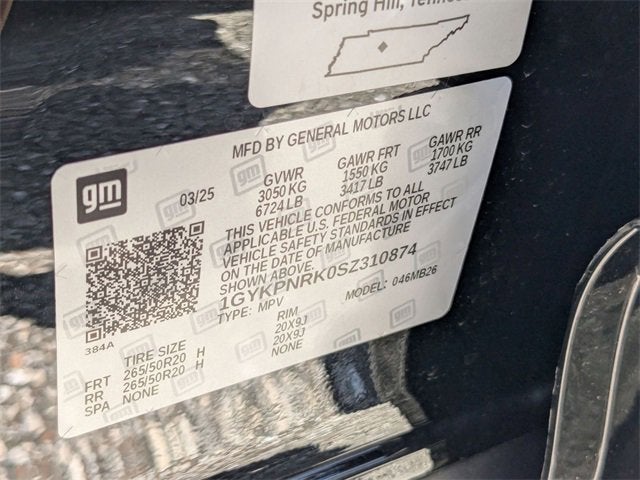 Spring Hill, Tennes
MFD BY GENERAL MOTORS LLC
gm
03/25
GVWR GAWR FRT GAWR RR
3050 KG 1550 KG 1700 KG
6724 LB 3417 LB 3747 LB
THIS VEHICLE CONFORMS TO ALL
APPLICABLE U.S. FEDERAL MOTOR
VEHICLE SAFETY STANDARDS IN EFFECT
ON THE DATE OF MANUFACTURE
SHOWN ABOVE.
1GYKPNRK0SZ310874
TYPE: MPV MODEL: 046MB26
384A
TIRE SIZE RIM
FRT 265/50R20 H 20X9J
RR 265/50R20 H 20X9J
SPA NONE NONE